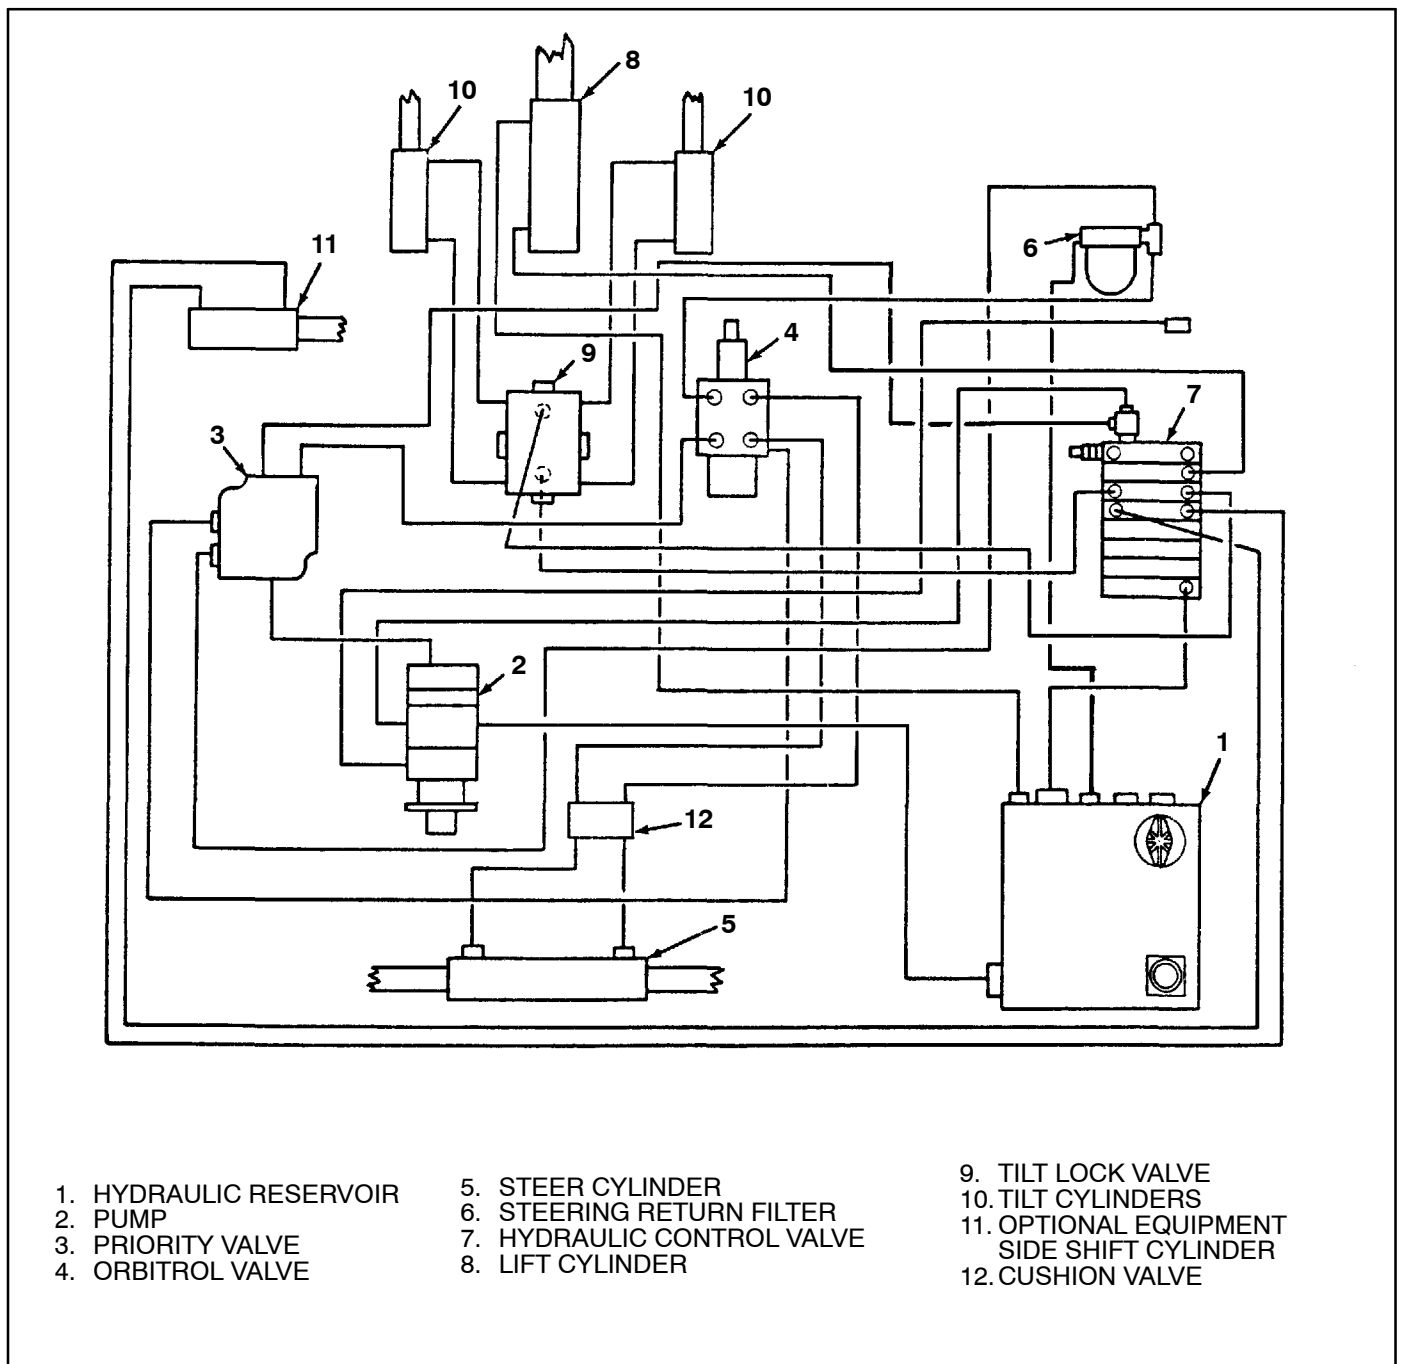 8
10
10
6
11
4
9
7
3
2
1
12
5
1. HYDRAULIC RESERVOIR
2. PUMP
3. PRIORITY VALVE
4. ORBITROL VALVE
5. STEER CYLINDER
6. STEERING RETURN FILTER
7. HYDRAULIC CONTROL VALVE
8. LIFT CYLINDER
9. TILT LOCK VALVE
10. TILT CYLINDERS
11. OPTIONAL EQUIPMENT
SIDE SHIFT CYLINDER
12. CUSHION VALVE